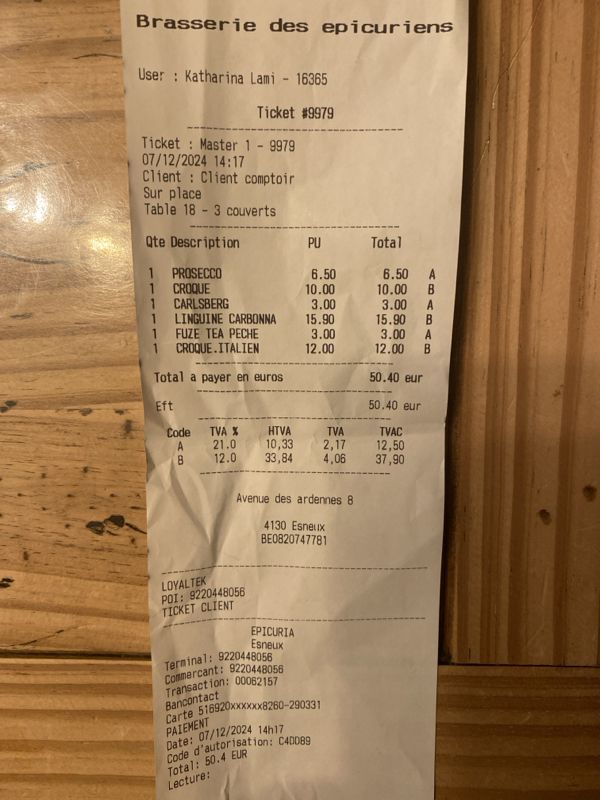 Brasserie des epicuriens
User : Katharina Lami - 16365
Ticket #9979
Ticket : Master 1 - 9979
07/12/2024 14:17
Client : Client comptoir
Sur place
Table 18 - 3 couverts
Qte Description PU Total
1 PROSECCO 6.50 6.50 A
1 CROQUE 10.00 10.00 B
1 CARLSBERG 3.00 3.00 A
1 LINGUINE CARBONNA 15.90 15.90 B
1 FUZE TEA PECHE 3.00 3.00 A
1 CROQUE.ITALIEN 12.00 12.00 B
Total a payer en euros 50.40 eur
Eft 50.40 eur
Code TVA % HTVA TVA TVAC
A 21.0 10,33 2,17 12,50
B 12.0 33,84 4,06 37,90
Avenue des ardennes 8
4130 Esneux
BE0820747781
LOYALTEK
POI: 9220448056
TICKET CLIENT
EPICURIA
Esneux
Terminal: 9220448056
Commercant: 9220448056
Transaction: 00062157
Bancontact
Carte 516920xxxxxx8260-290331
PAIEMENT
Date: 07/12/2024 14h17
Code d'autorisation: C4DD89
Total: 50.4 EUR
Lecture: